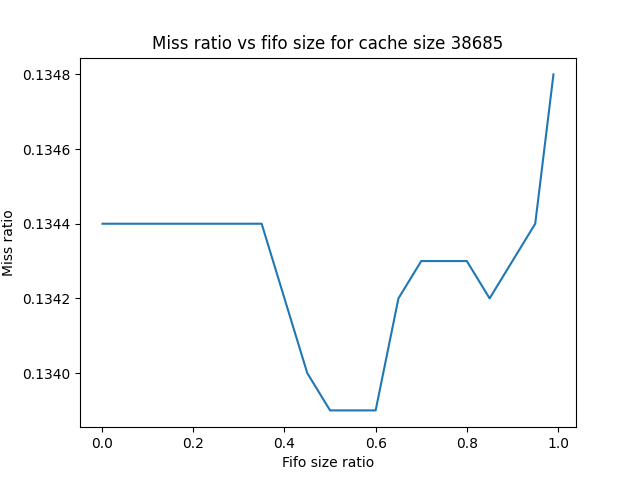 Miss ratio vs fifo size for cache size 38685
0.1348
0.1346
0.1344
0.1342
0.1340
Miss ratio
0.0 0.2 0.4 0.6 0.8 1.0
Fifo size ratio